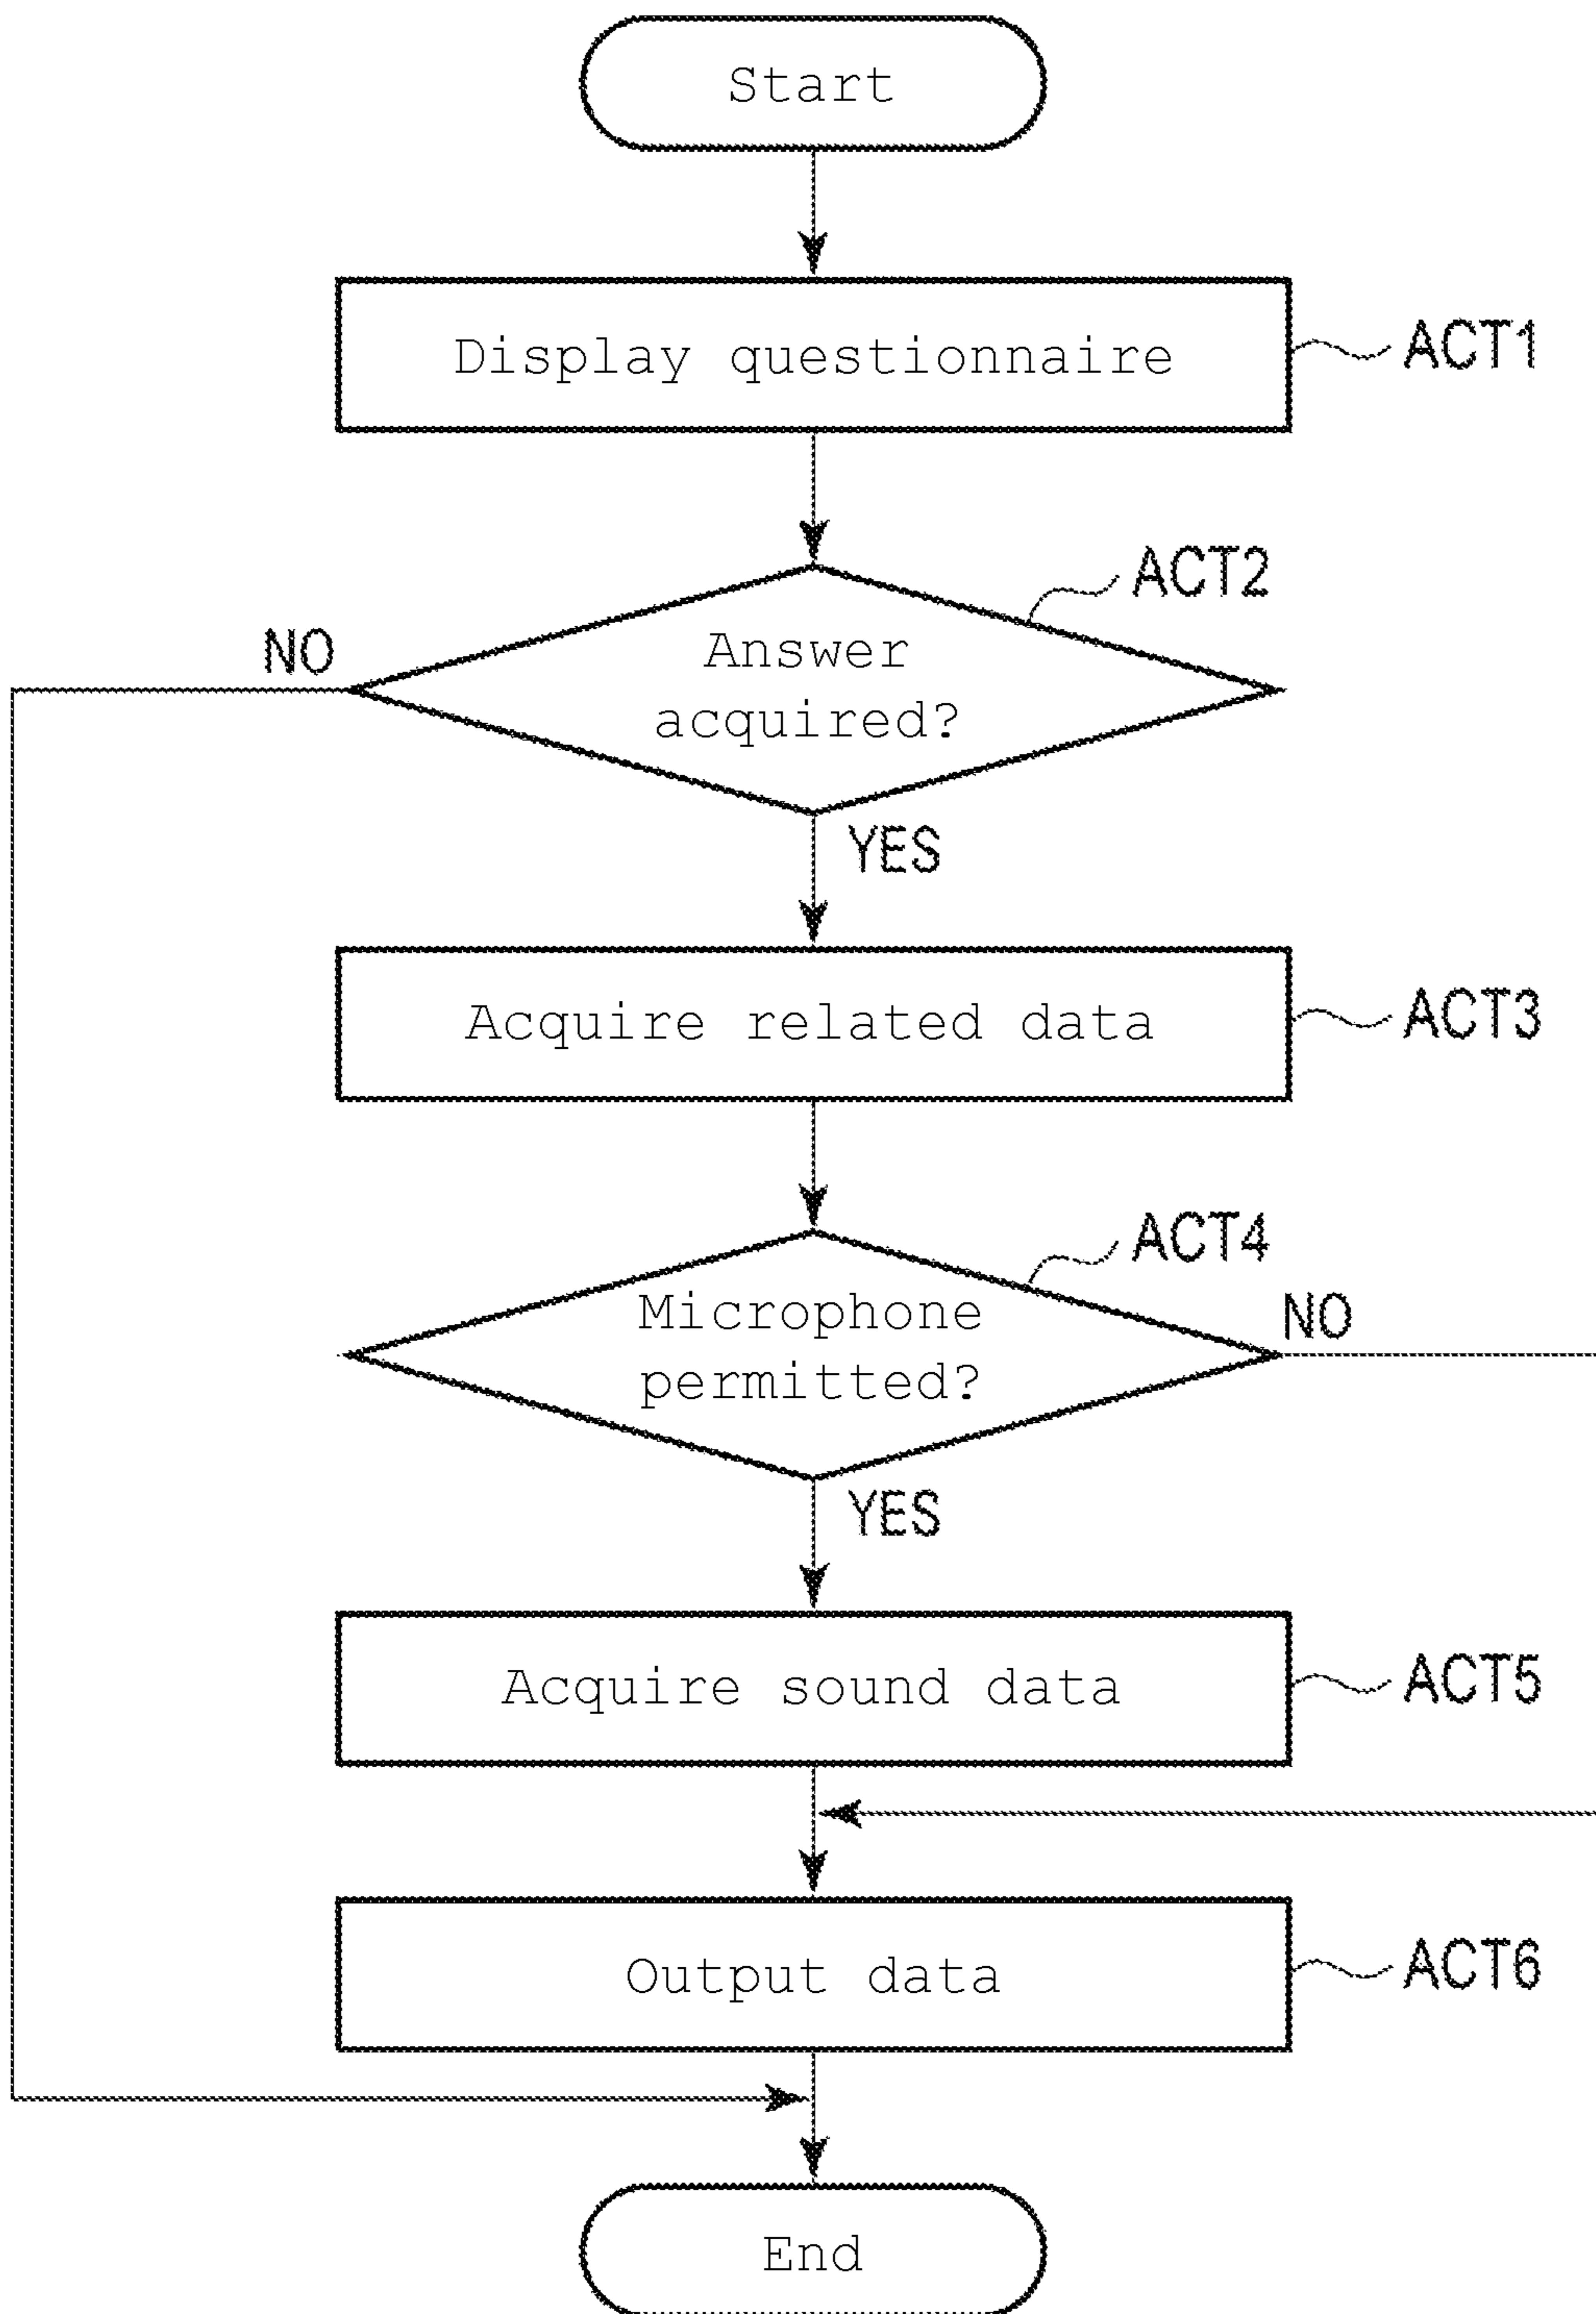 Start
Display questionnaire
ACT1
ACT2
NO
Answer
acquired?
YES
Acquire related data
ACT3
ACT4
Microphone
permitted?
NO
YES
Acquire sound data
ACT5
Output data
ACT6
End